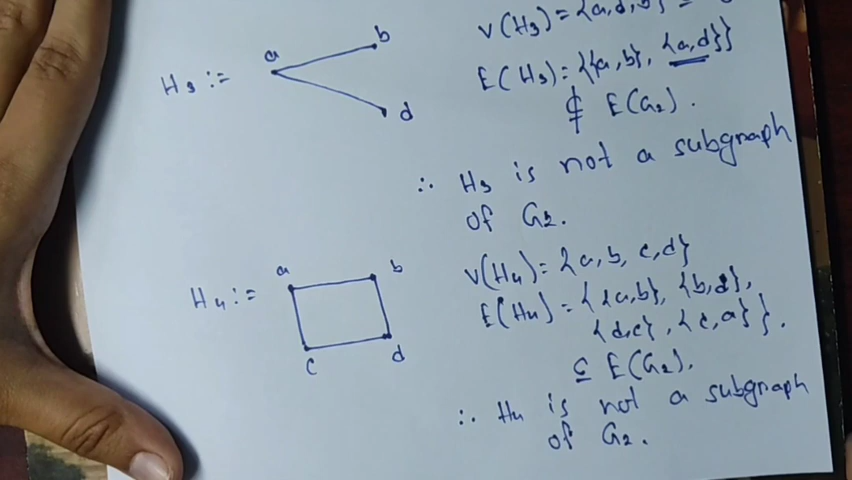 V(H₃) = {a,d,b} =
a
b
d
H₃ :=
E(H₃) = {{a,b}, {a,d}}
⊄ E(G₂).
∴ H₃ is not a subgraph
of G₂.
a
b
c
d
H₄ :=
V(H₄) = {a, b, c, d}
E(H₄) = {{a,b}, {b,d},
{d,c}, {c,a}}.
⊆ E(G₂).
∴ H₄ is not a subgraph
of G₂.